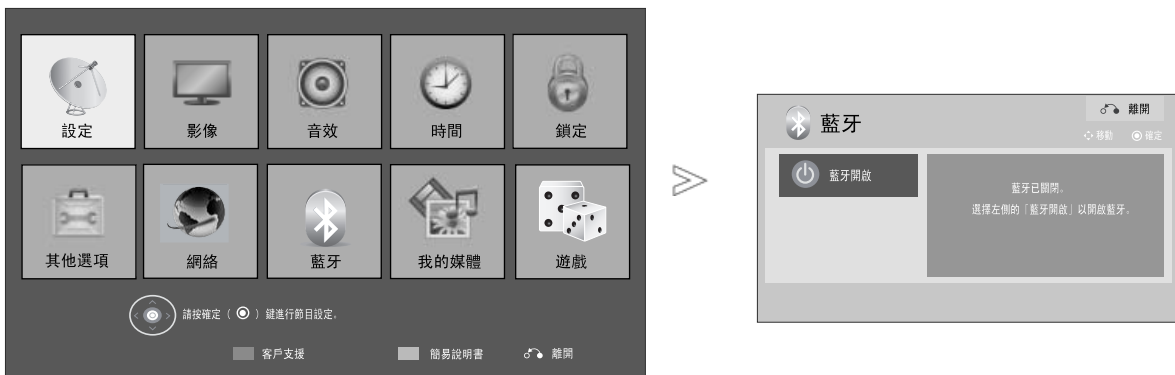 設定
影像
音效
時間
鎖定
其他選項
網絡
藍牙
我的媒體
遊戲
請按確定（ ◉ ）鍵進行節目設定。
客戶支援
簡易說明書
離開
藍牙
離開
移動
確定
藍牙開啟
藍牙已關閉。
選擇左側的「藍牙開啟」以開啟藍牙。